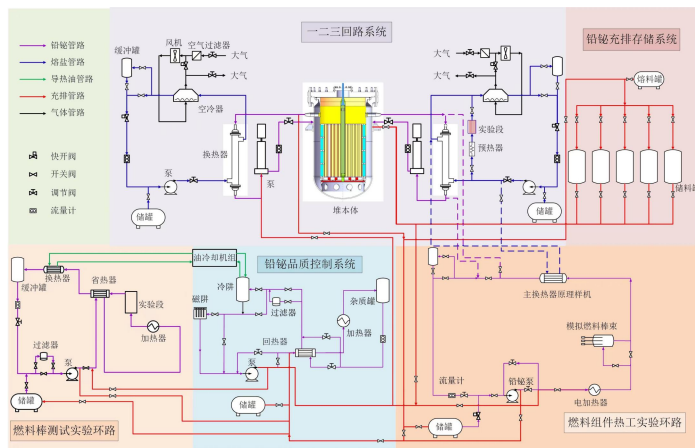 铅铋管路
熔盐管路
导热油管路
充排管路
气体管路
快开阀
开关阀
调节阀
流量计
一二三回路系统
缓冲罐
风机
空气过滤器
大气
大气
空冷器
换热器
泵
储罐
泵
堆本体
大气
大气
实验段
预热器
储罐
铅铋充排存储系统
熔料罐
储料罐
缓冲罐
换热器
省热器
实验段
加热器
过滤器
泵
储罐
燃料棒测试实验环路
油冷却机组
铅铋品质控制系统
冷阱
磁阱
过滤器
杂质罐
加热器
回热器
泵
储罐
主换热器原理样机
模拟燃料棒束
流量计
铅铋泵
电加热器
储罐
燃料组件热工实验环路